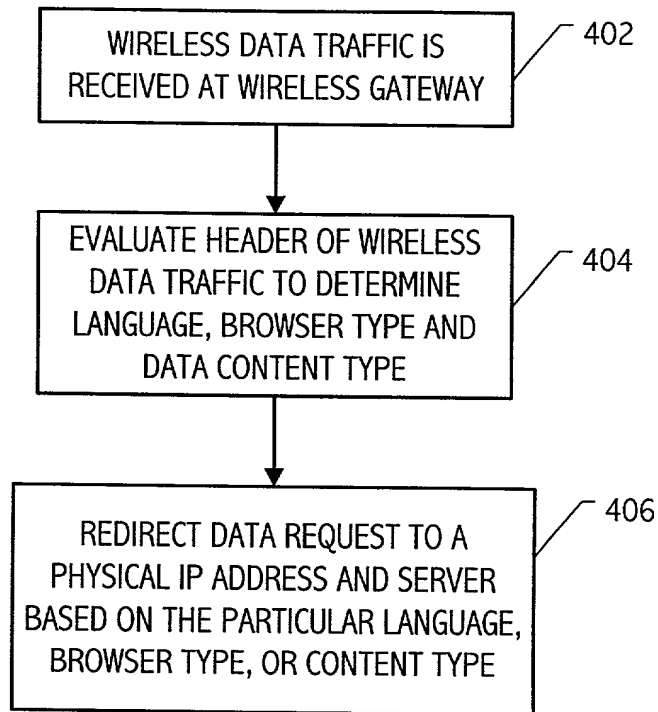 WIRELESS DATA TRAFFIC IS
RECEIVED AT WIRELESS GATEWAY
402
EVALUATE HEADER OF WIRELESS
DATA TRAFFIC TO DETERMINE
LANGUAGE, BROWSER TYPE AND
DATA CONTENT TYPE
404
REDIRECT DATA REQUEST TO A
PHYSICAL IP ADDRESS AND SERVER
BASED ON THE PARTICULAR LANGUAGE,
BROWSER TYPE, OR CONTENT TYPE
406